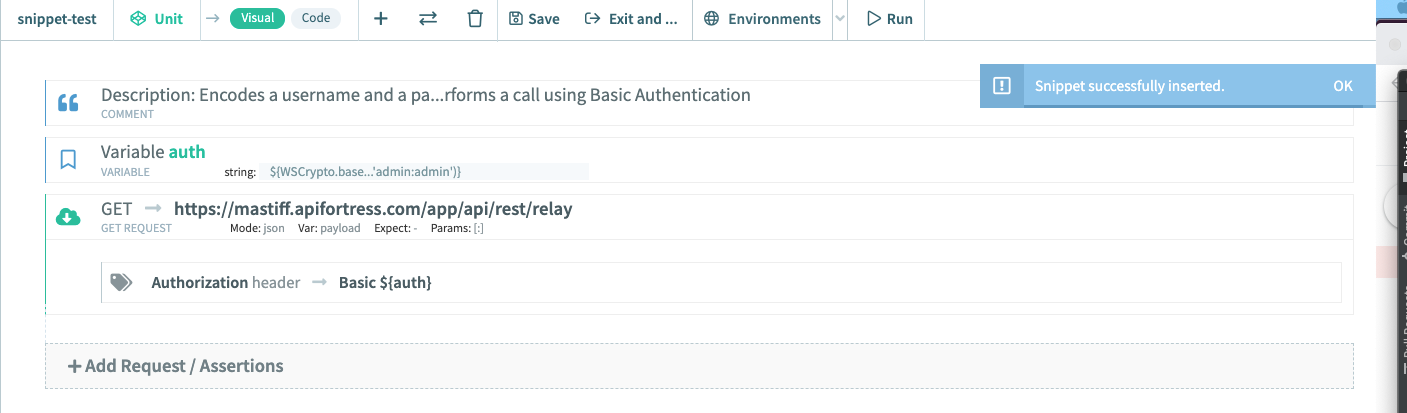 snippet-test Unit Visual Code Save Exit and ... Environments Run
Snippet successfully inserted. OK
Description: Encodes a username and a pa...rforms a call using Basic Authentication
COMMENT
Variable auth
VARIABLE string: ${WSCrypto.base...'admin:admin')}
GET https://mastiff.apifortress.com/app/api/rest/relay
GET REQUEST Mode: json Var: payload Expect: - Params: [:]
Authorization header Basic ${auth}
Add Request / Assertions